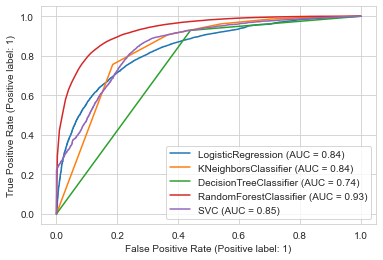 1.0
0.8
0.6
0.4
0.2
0.0
True Positive Rate (Positive label: 1)
LogisticRegression (AUC = 0.84)
KNeighborsClassifier (AUC = 0.84)
DecisionTreeClassifier (AUC = 0.74)
RandomForestClassifier (AUC = 0.93)
SVC (AUC = 0.85)
0.0 0.2 0.4 0.6 0.8 1.0
False Positive Rate (Positive label: 1)